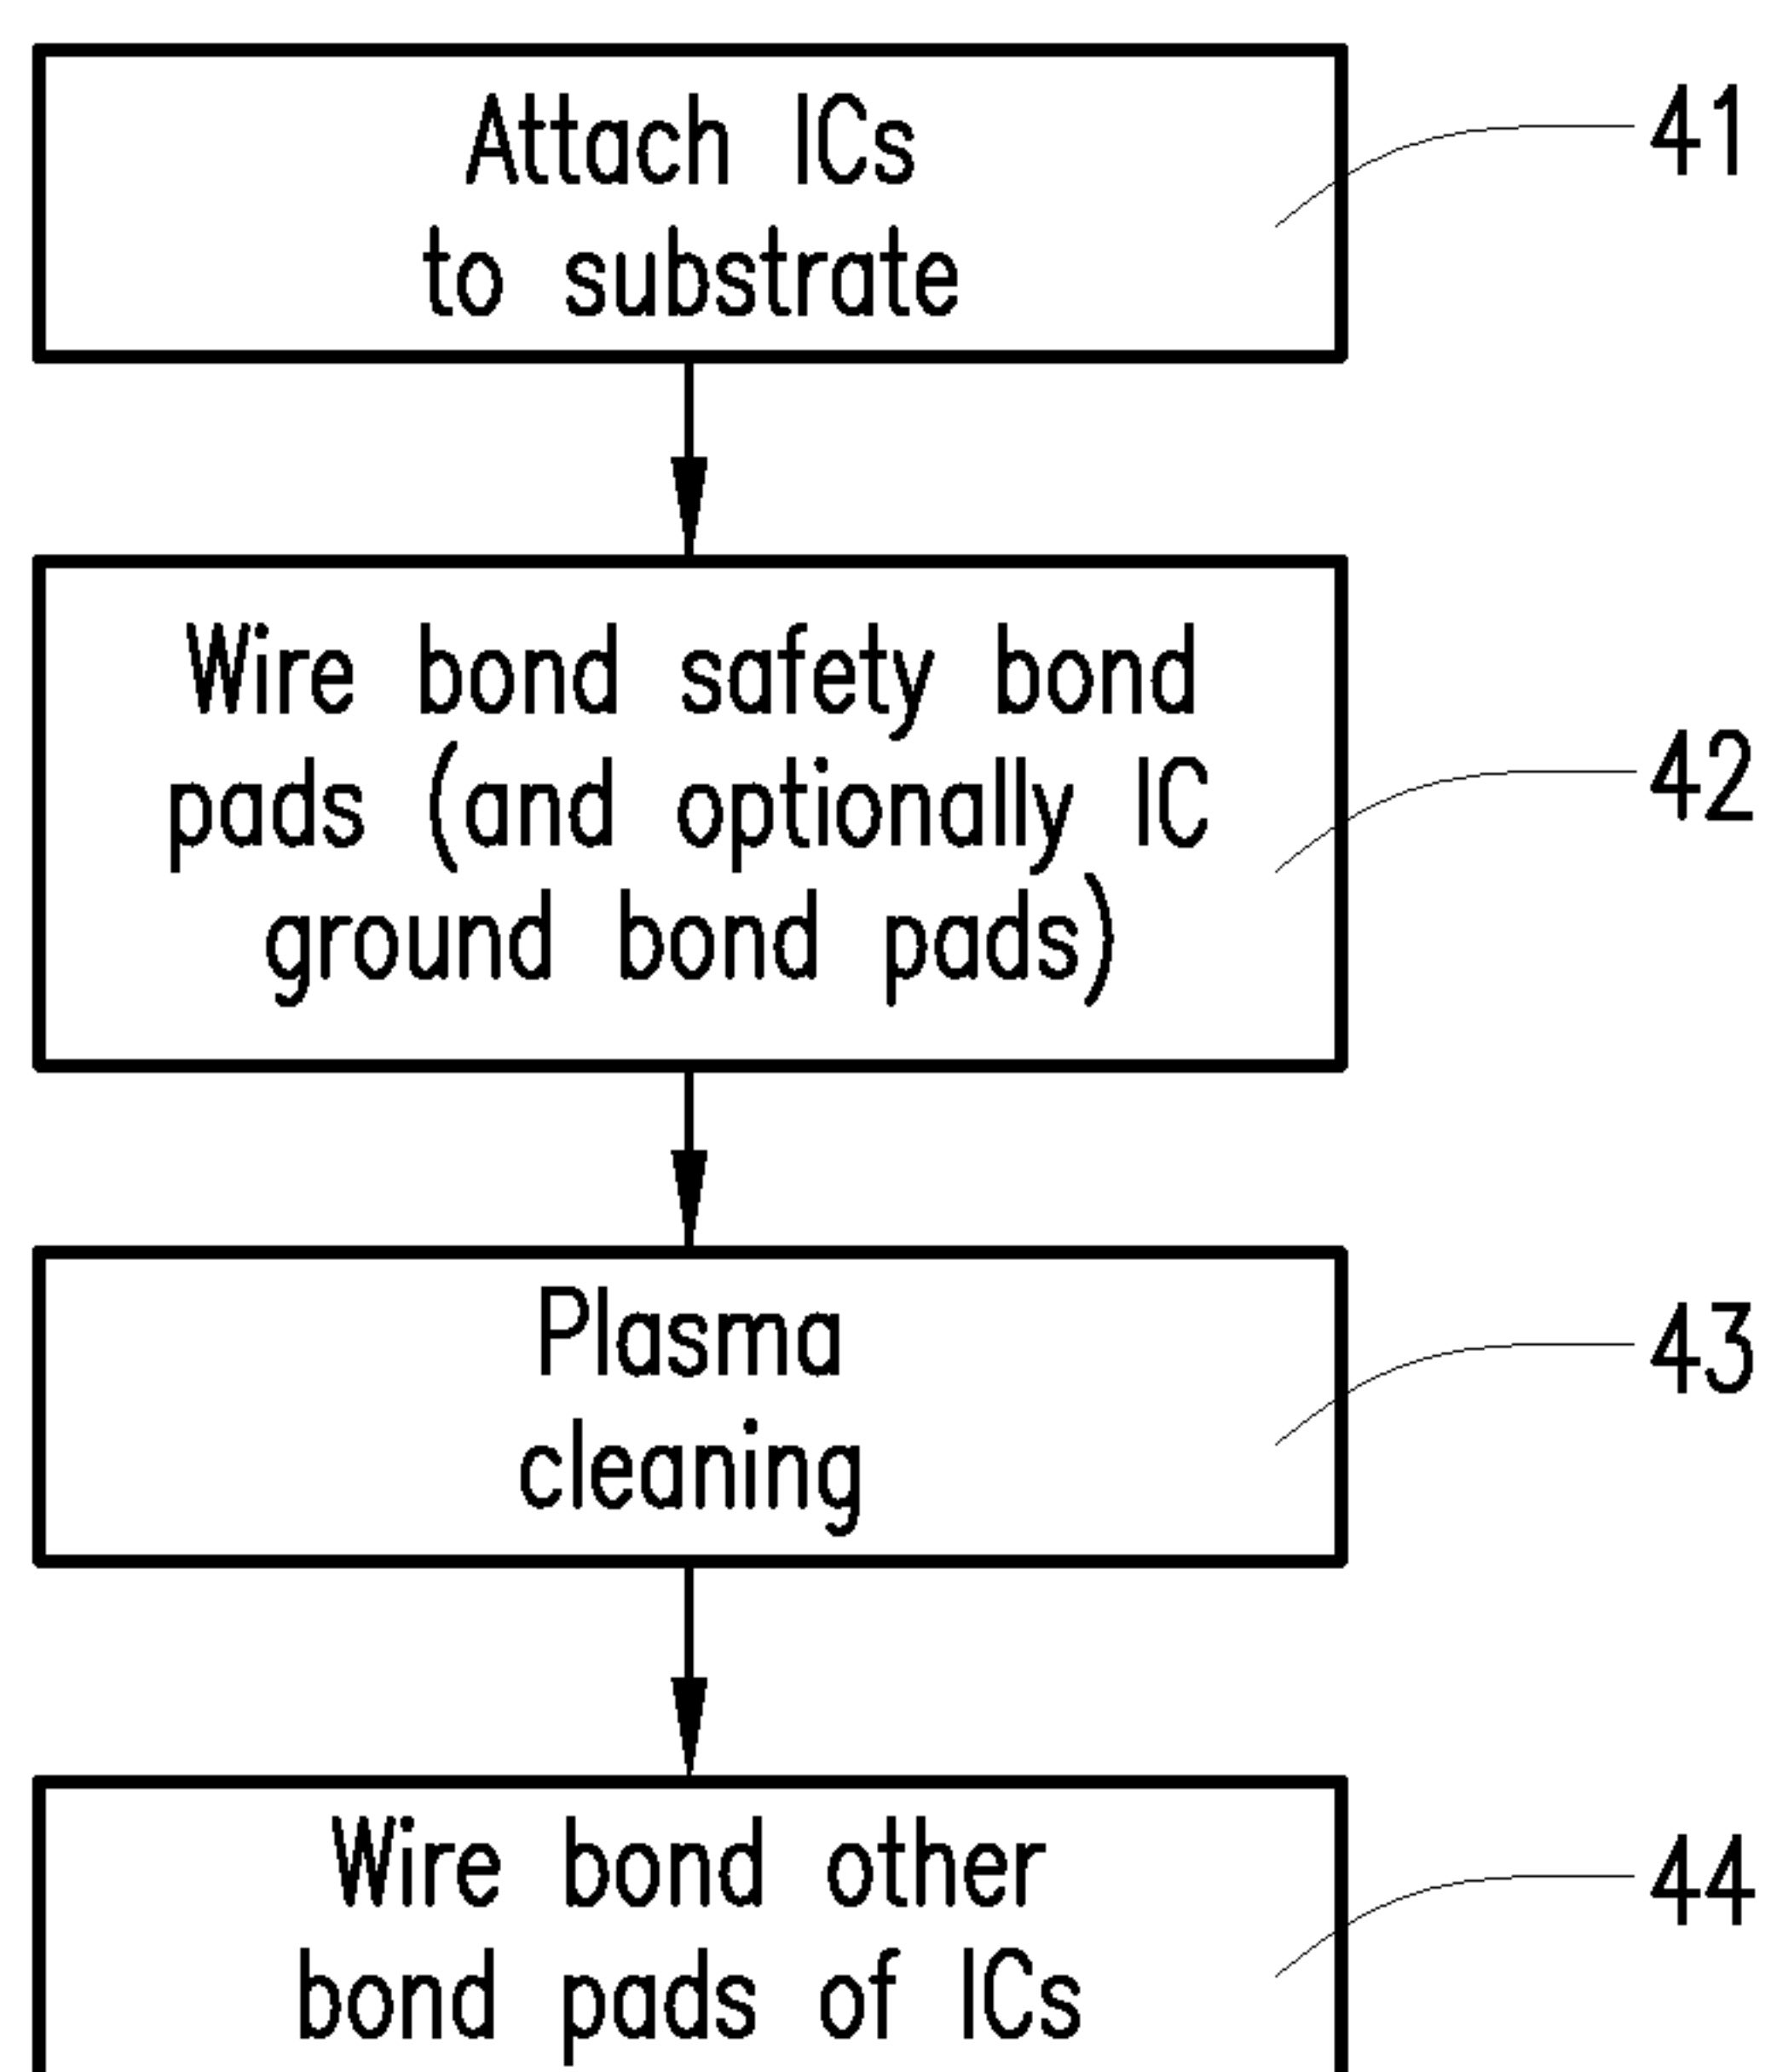 Attach ICs
to substrate
41
Wire bond safety bond
pads (and optionally IC
ground bond pads)
42
Plasma
cleaning
43
Wire bond other
bond pads of ICs
44